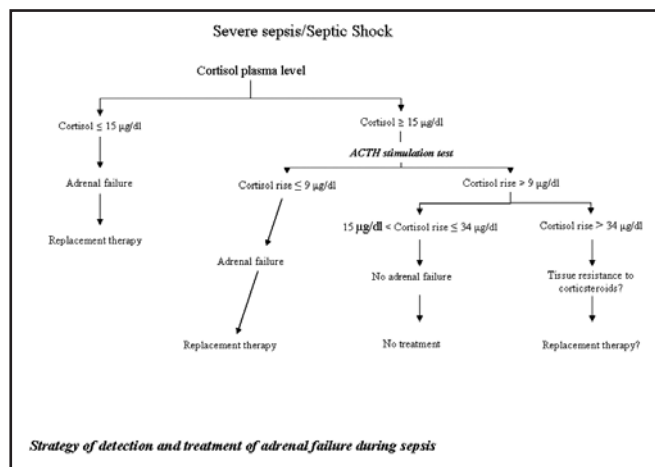 Severe sepsis/Septic Shock
Cortisol plasma level
Cortisol ≤ 15 µg/dl
Cortisol ≥ 15 µg/dl
ACTH stimulation test
Adrenal failure
Cortisol rise ≤ 9 µg/dl
Cortisol rise > 9 µg/dl
Replacement therapy
15 µg/dl < Cortisol rise ≤ 34 µg/dl
Cortisol rise > 34 µg/dl
Adrenal failure
No adrenal failure
Tissue resistance to
corticsteroids?
Replacement therapy
No treatment
Replacement therapy?
Strategy of detection and treatment of adrenal failure during sepsis